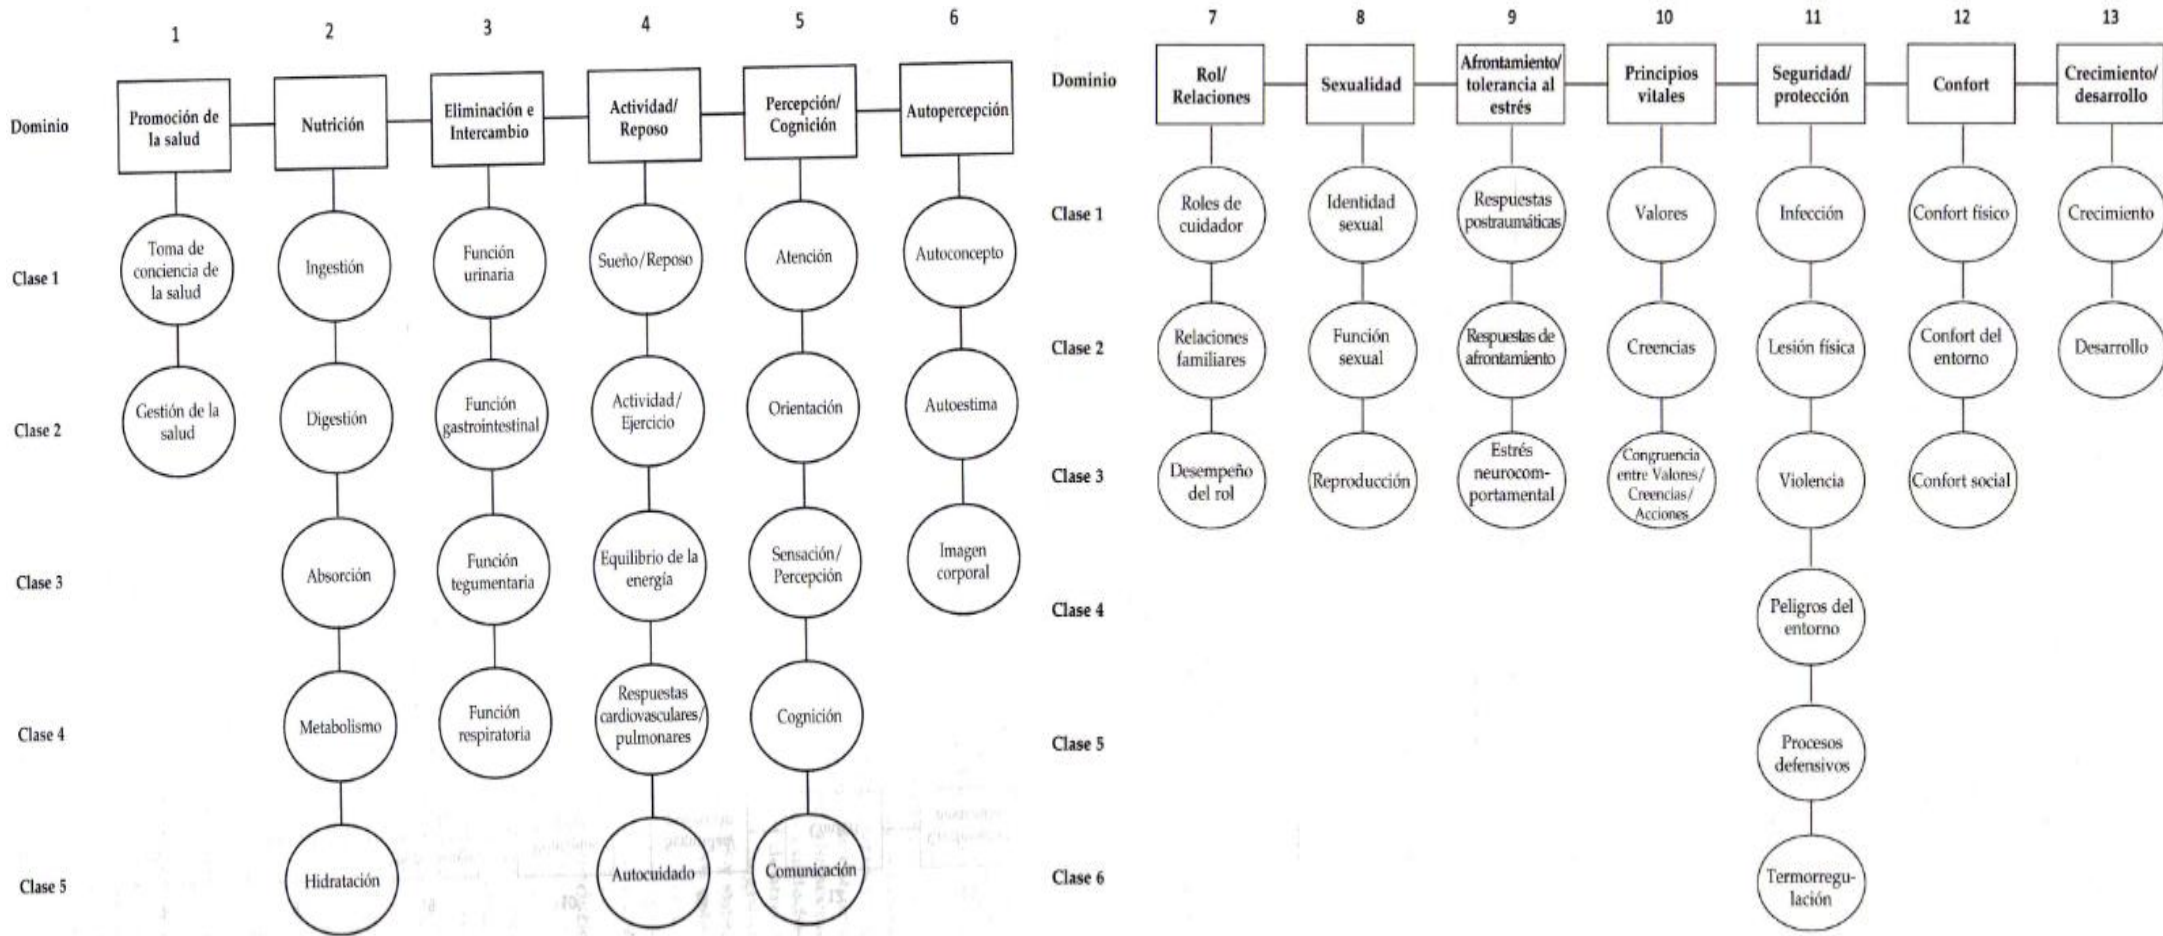 1
2
3
4
5
6
Dominio
Promoción de
la salud
Nutrición
Eliminación e
Intercambio
Actividad/
Reposo
Percepción/
Cognición
Autopercepción
Clase 1
Toma de
conciencia de
la salud
Ingestión
Función
urinaria
Sueño/Reposo
Atención
Autoconcepto
Clase 2
Gestión de la
salud
Digestión
Función
gastrointestinal
Actividad/
Ejercicio
Orientación
Autoestima
Clase 3
Absorción
Función
tegumentaria
Equilibrio de la
energía
Sensación/
Percepción
Imagen
corporal
Clase 4
Metabolismo
Función
respiratoria
Respuestas
cardiovasculares/
pulmonares
Cognición
Clase 5
Hidratación
Autocuidado
Comunicación
7
8
9
10
11
12
13
Dominio
Rol/
Relaciones
Sexualidad
Afrontamiento/
tolerancia al
estrés
Principios
vitales
Seguridad/
protección
Confort
Crecimiento/
desarrollo
Clase 1
Roles de
cuidador
Identidad
sexual
Respuestas
postraumáticas
Valores
Infección
Confort físico
Crecimiento
Clase 2
Relaciones
familiares
Función
sexual
Respuestas de
afrontamiento
Creencias
Lesión física
Confort del
entorno
Desarrollo
Clase 3
Desempeño
del rol
Reproducción
Estrés
neurocom-
portamental
Congruencia
entre Valores/
Creencias/
Acciones
Violencia
Confort social
Clase 4
Peligros del
entorno
Clase 5
Procesos
defensivos
Clase 6
Termorregu-
lación